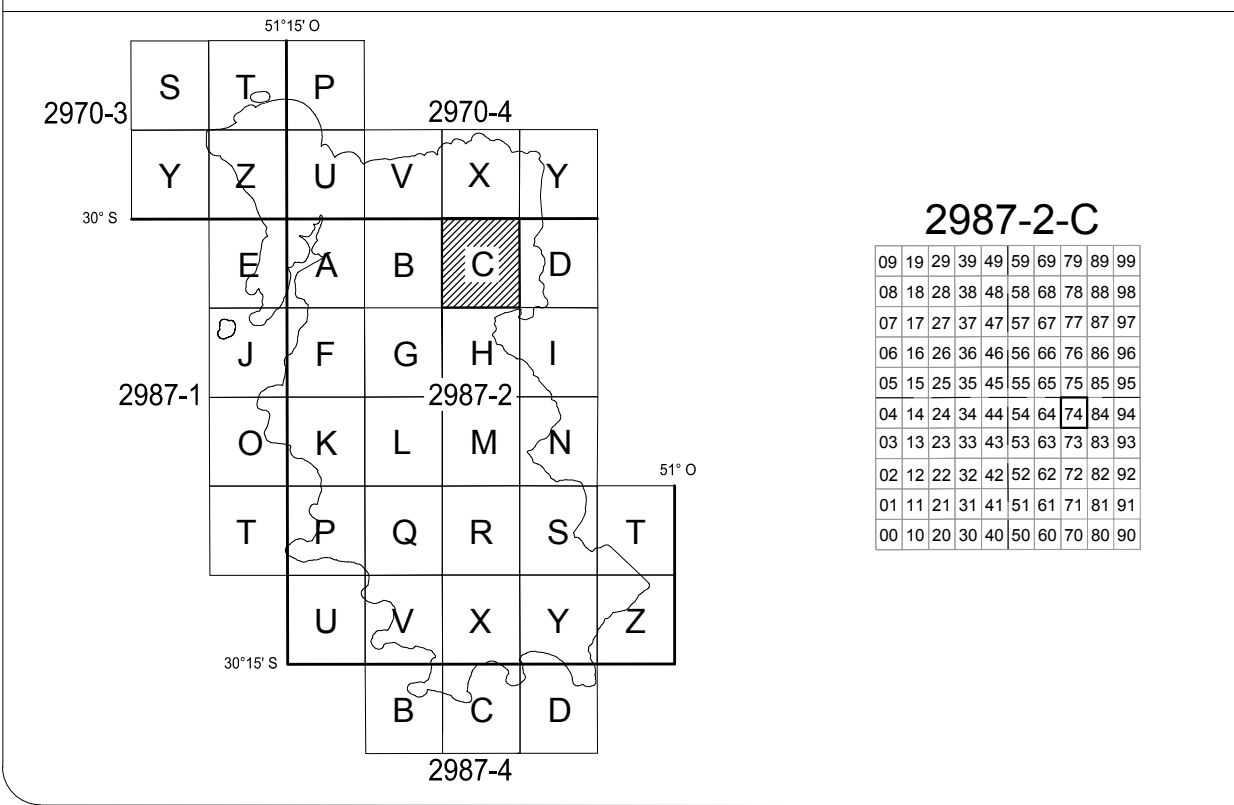 51°15' O
S T P
2970-3 2970-4
Y Z U V X Y
30° S
E A B C D
J F G H I
2987-1 2987-2
O K L M N
51° O
T P Q R S T
U V X Y Z
30°15' S
B C D
2987-4
2987-2-C
09 19 29 39 49 59 69 79 89 99
08 18 28 38 48 58 68 78 88 98
07 17 27 37 47 57 67 77 87 97
06 16 26 36 46 56 66 76 86 96
05 15 25 35 45 55 65 75 85 95
04 14 24 34 44 54 64 74 84 94
03 13 23 33 43 53 63 73 83 93
02 12 22 32 42 52 62 72 82 92
01 11 21 31 41 51 61 71 81 91
00 10 20 30 40 50 60 70 80 90